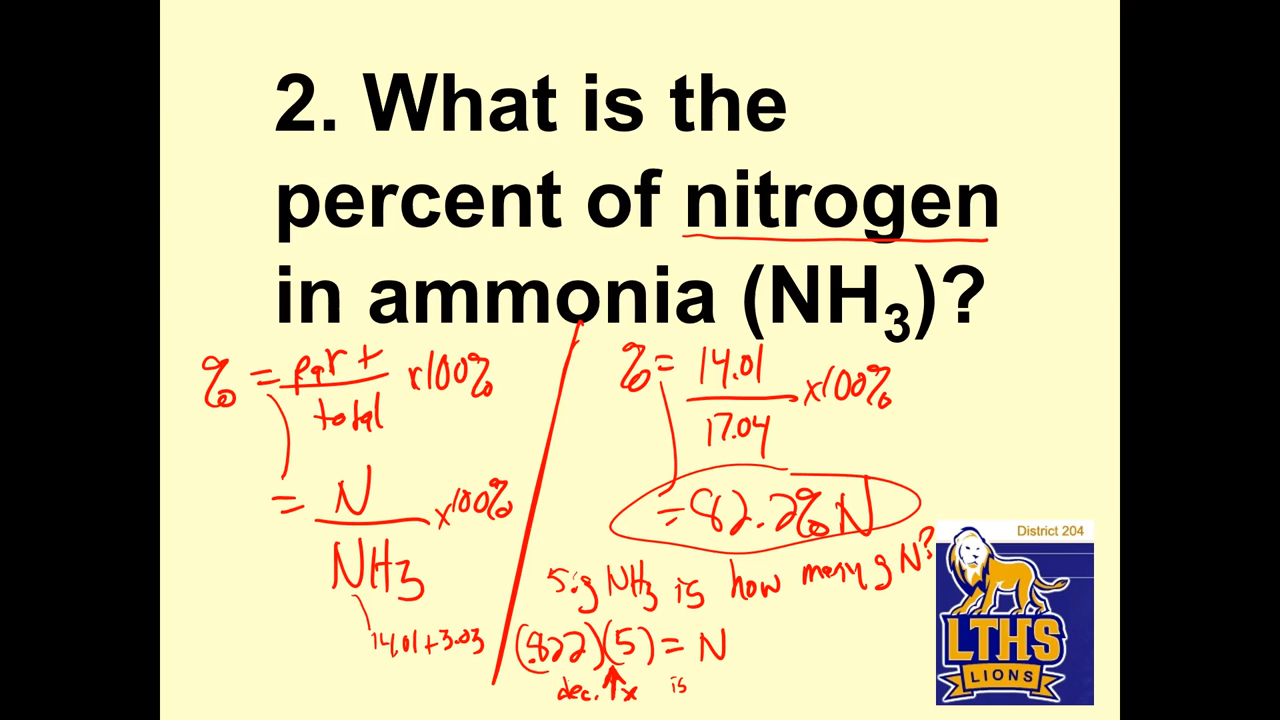 2. What is the
percent of nitrogen
in ammonia (NH₃)?
% = part / total x100%
= N / NH₃ x100%
14.01 + 3.03
% = 14.01 / 17.04 x100%
= 82.2% N
g NH₃ is how many g N?
(.822)(5) = N
dec. ↑ x is
District 204
LTHS
LIONS